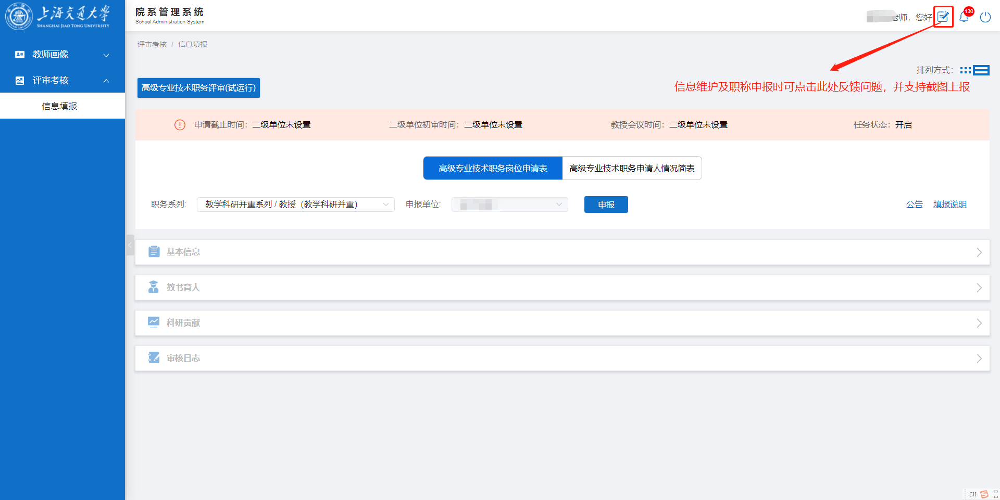 上海交通大学
SHANGHAI JIAO TONG UNIVERSITY
院系管理系统
School Administration System
老师，您好
130
教师画像
评审考核
信息填报
评审考核 / 信息填报
排列方式：
高级专业技术职务评审(试运行)
信息维护及职称申报时可点击此处反馈问题，并支持截图上报
申请截止时间：二级单位未设置
二级单位初审时间：二级单位未设置
教授会议时间：二级单位未设置
任务状态：开启
高级专业技术职务岗位申请表
高级专业技术职务申请人情况简表
职务系列:
教学科研并重系列 / 教授（教学科研并重）
申报单位:
申报
公告
填报说明
基本信息
教书育人
科研贡献
审核日志
CH